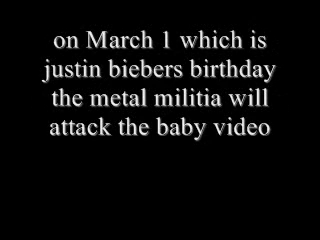 on March 1 which is
justin biebers birthday
the metal militia will
attack the baby video